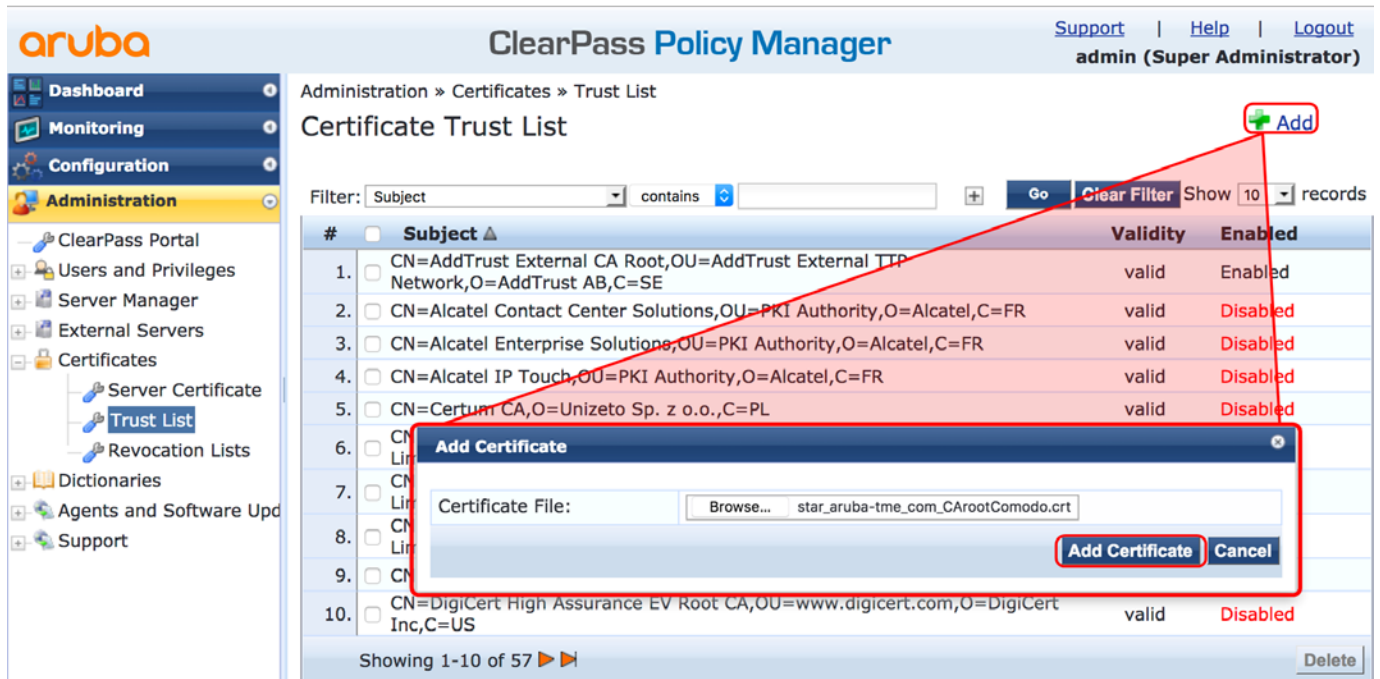 aruba
ClearPass Policy Manager
Support | Help | Logout
admin (Super Administrator)
Dashboard
Monitoring
Configuration
Administration
ClearPass Portal
Users and Privileges
Server Manager
External Servers
Certificates
Server Certificate
Trust List
Revocation Lists
Dictionaries
Agents and Software Upd
Support
Administration » Certificates » Trust List
Certificate Trust List
Add
Filter: Subject contains + Go Clear Filter Show 10 records
# Subject Validity Enabled
1. CN=AddTrust External CA Root,OU=AddTrust External TTP
Network,O=AddTrust AB,C=SE valid Enabled
2. CN=Alcatel Contact Center Solutions,OU=PKI Authority,O=Alcatel,C=FR valid Disabled
3. CN=Alcatel Enterprise Solutions,OU=PKI Authority,O=Alcatel,C=FR valid Disabled
4. CN=Alcatel IP Touch,OU=PKI Authority,O=Alcatel,C=FR valid Disabled
5. CN=Certum CA,O=Unizeto Sp. z o.o.,C=PL valid Disabled
6. CN
Lim
7. CN
Lim
8. CN
Lim
9. CN
10. CN=DigiCert High Assurance EV Root CA,OU=www.digicert.com,O=DigiCert
Inc,C=US valid Disabled
Showing 1-10 of 57
Delete
Add Certificate
Certificate File: Browse... star_aruba-tme_com_CArootComodo.crt
Add Certificate Cancel